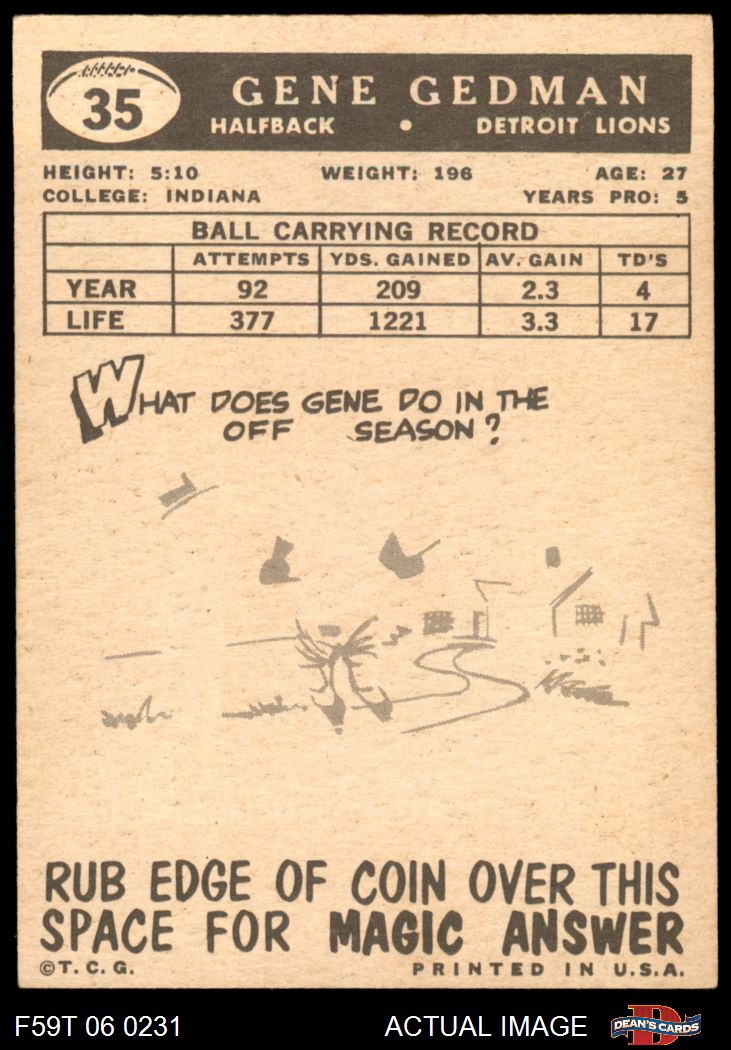 35
GENE GEDMAN
HALFBACK • DETROIT LIONS
HEIGHT: 5:10 WEIGHT: 196 AGE: 27
COLLEGE: INDIANA YEARS PRO: 5
BALL CARRYING RECORD
ATTEMPTS YDS. GAINED AV. GAIN TD'S
YEAR 92 209 2.3 4
LIFE 377 1221 3.3 17
WHAT DOES GENE DO IN THE
OFF SEASON?
RUB EDGE OF COIN OVER THIS
SPACE FOR MAGIC ANSWER
©T. C. G. PRINTED IN U.S.A.
F59T 06 0231 ACTUAL IMAGE DEAN'S CARDS